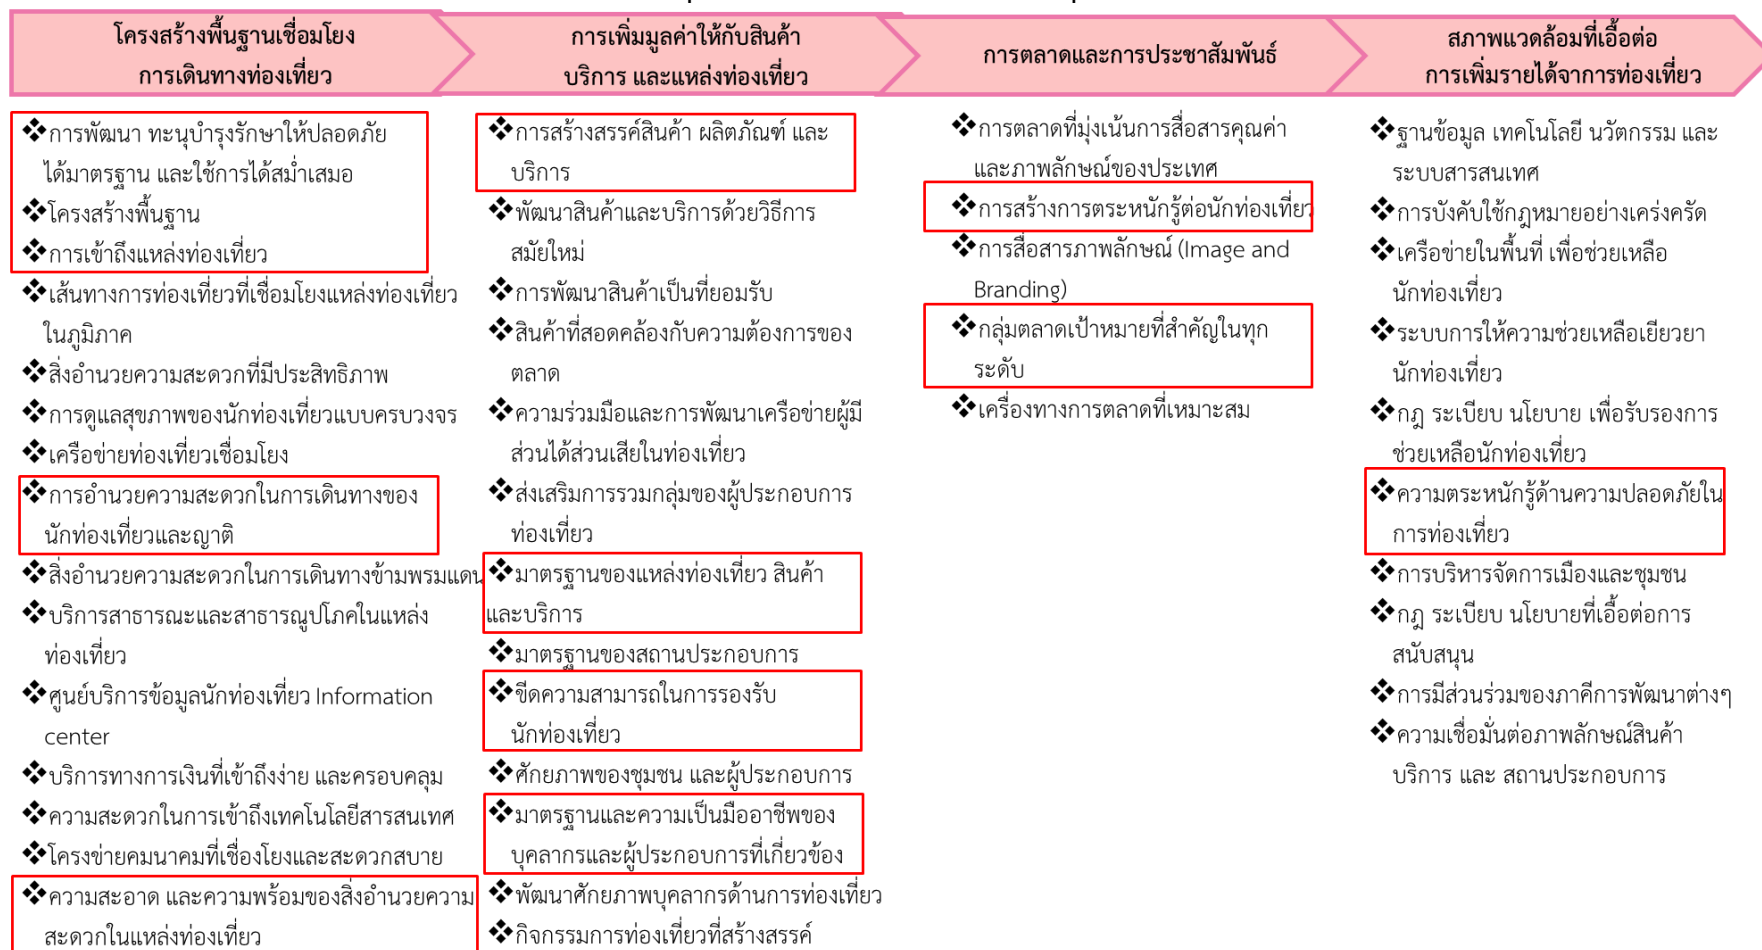 โครงสร้างพื้นฐานเชื่อมโยง
การเดินทางท่องเที่ยว
การเพิ่มมูลค่าให้กับสินค้า
บริการ และแหล่งท่องเที่ยว
การตลาดและการประชาสัมพันธ์
สภาพแวดล้อมที่เอื้อต่อ
การเพิ่มรายได้จาการท่องเที่ยว
❖การพัฒนา ทะนุบำรุงรักษาให้ปลอดภัย
ได้มาตรฐาน และใช้การได้สม่ำเสมอ
❖โครงสร้างพื้นฐาน
❖การเข้าถึงแหล่งท่องเที่ยว
❖เส้นทางการท่องเที่ยวที่เชื่อมโยงแหล่งท่องเที่ยว
ในภูมิภาค
❖สิ่งอำนวยความสะดวกที่มีประสิทธิภาพ
❖การดูแลสุขภาพของนักท่องเที่ยวแบบครบวงจร
❖เครือข่ายท่องเที่ยวเชื่อมโยง
❖การอำนวยความสะดวกในการเดินทางของ
นักท่องเที่ยวและญาติ
❖สิ่งอำนวยความสะดวกในการเดินทางข้ามพรมแดน
❖บริการสาธารณะและสาธารณูปโภคในแหล่ง
ท่องเที่ยว
❖ศูนย์บริการข้อมูลนักท่องเที่ยว Information
center
❖บริการทางการเงินที่เข้าถึงง่าย และครอบคลุม
❖ความสะดวกในการเข้าถึงเทคโนโลยีสารสนเทศ
❖โครงข่ายคมนาคมที่เชื่องโยงและสะดวกสบาย
❖ความสะอาด และความพร้อมของสิ่งอำนวยความ
สะดวกในแหล่งท่องเที่ยว
❖การสร้างสรรค์สินค้า ผลิตภัณฑ์ และ
บริการ
❖พัฒนาสินค้าและบริการด้วยวิธีการ
สมัยใหม่
❖การพัฒนาสินค้าเป็นที่ยอมรับ
❖สินค้าที่สอดคล้องกับความต้องการของ
ตลาด
❖ความร่วมมือและการพัฒนาเครือข่ายผู้มี
ส่วนได้ส่วนเสียในท่องเที่ยว
❖ส่งเสริมการรวมกลุ่มของผู้ประกอบการ
ท่องเที่ยว
❖มาตรฐานของแหล่งท่องเที่ยว สินค้า
และบริการ
❖มาตรฐานของสถานประกอบการ
❖ขีดความสามารถในการรองรับ
นักท่องเที่ยว
❖ศักยภาพของชุมชน และผู้ประกอบการ
❖มาตรฐานและความเป็นมืออาชีพของ
บุคลากรและผู้ประกอบการที่เกี่ยวข้อง
❖พัฒนาศักยภาพบุคลากรด้านการท่องเที่ยว
❖กิจกรรมการท่องเที่ยวที่สร้างสรรค์
❖การตลาดที่มุ่งเน้นการสื่อสารคุณค่า
และภาพลักษณ์ของประเทศ
❖การสร้างการตระหนักรู้ต่อนักท่องเที่ยว
❖การสื่อสารภาพลักษณ์ (Image and
Branding)
❖กลุ่มตลาดเป้าหมายที่สำคัญในทุก
ระดับ
❖เครื่องทางการตลาดที่เหมาะสม
❖ฐานข้อมูล เทคโนโลยี นวัตกรรม และ
ระบบสารสนเทศ
❖การบังคับใช้กฎหมายอย่างเคร่งครัด
❖เครือข่ายในพื้นที่ เพื่อช่วยเหลือ
นักท่องเที่ยว
❖ระบบการให้ความช่วยเหลือเยียวยา
นักท่องเที่ยว
❖กฎ ระเบียบ นโยบาย เพื่อรับรองการ
ช่วยเหลือนักท่องเที่ยว
❖ความตระหนักรู้ด้านความปลอดภัยใน
การท่องเที่ยว
❖การบริหารจัดการเมืองและชุมชน
❖กฎ ระเบียบ นโยบายที่เอื้อต่อการ
สนับสนุน
❖การมีส่วนร่วมของภาคีการพัฒนาต่างๆ
❖ความเชื่อมั่นต่อภาพลักษณ์สินค้า
บริการ และ สถานประกอบการ